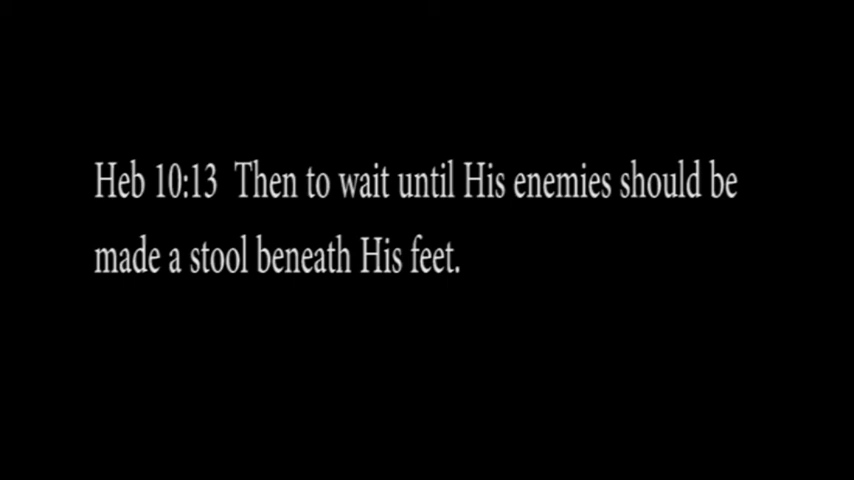 Heb 10:13  Then to wait until His enemies should be
made a stool beneath His feet.